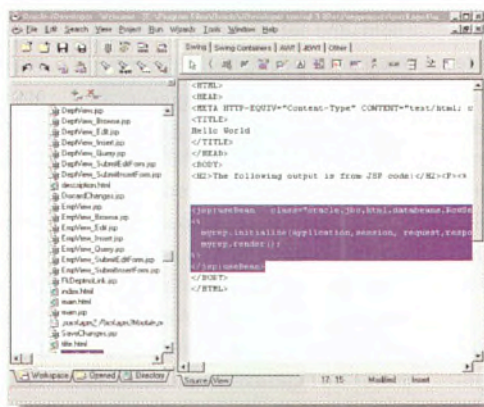 Oracle JDeveloper - Welcome
File Edit Search View Project Run Wizards Tools Window Help
Swing Swing Containers AWT JBWT Other
DeptView.jsp
DeptView_Browse.jsp
DeptView_Edit.jsp
DeptView_Insert.jsp
DeptView_Query.jsp
DeptView_SubmitEditForm.jsp
DeptView_SubmitInsertForm.jsp
description.html
DiscardChanges.jsp
EmpView.jsp
EmpView_Browse.jsp
EmpView_Edit.jsp
EmpView_Insert.jsp
EmpView_Query.jsp
EmpView_SubmitEditForm.jsp
EmpView_SubmitInsertForm.jsp
FkDeptnoLink.jsp
index.html
main.html
main.jsp
SaveChanges.jsp
title.html
Workspace Opened Directory
<HTML>
<HEAD>
<META HTTP-EQUIV="Content-Type" CONTENT="text/html; c
<TITLE>
Hello World
</TITLE>
</HEAD>
<BODY>
<H2>The following output is from JSP code:</H2><P><%
<jsp:useBean class="oracle.jbo.html.databeans.RowSe
<%
myrep.initialize(application,session, request,respo
myrep.render();
%>
</jsp:useBean>
</BODY>
</HTML>
Source View 17: 15 Modified Insert